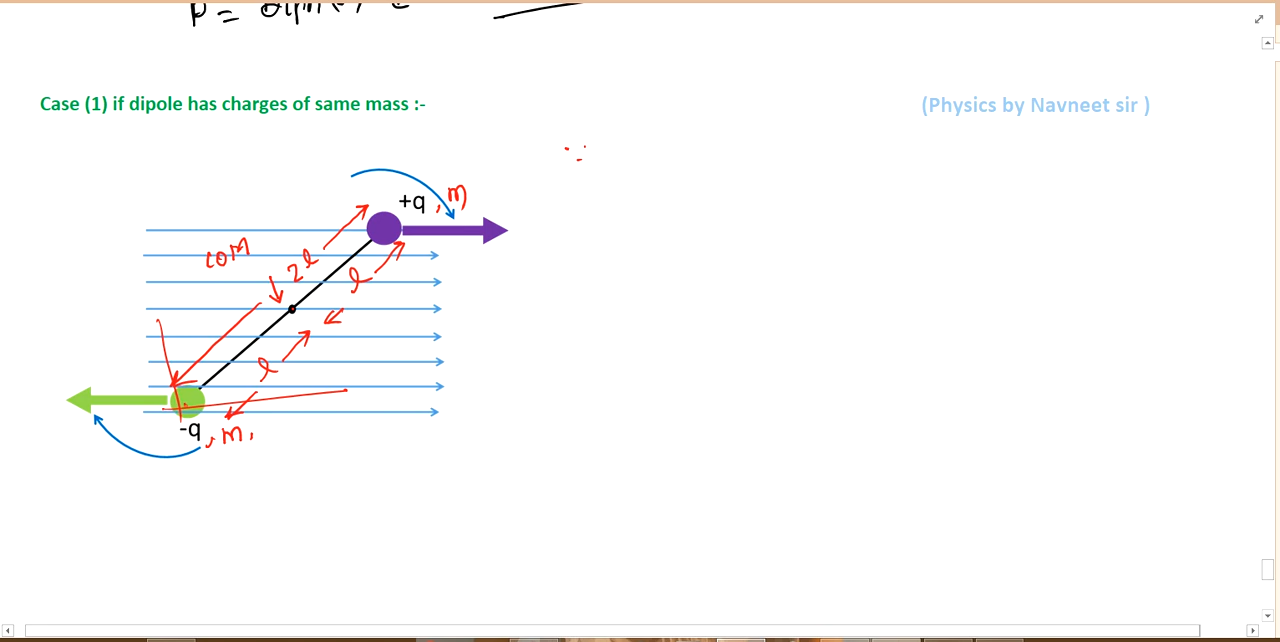 Case (1) if dipole has charges of same mass :-
(Physics by Navneet sir )
+q , m
COM
2l
l
l
-q , m,